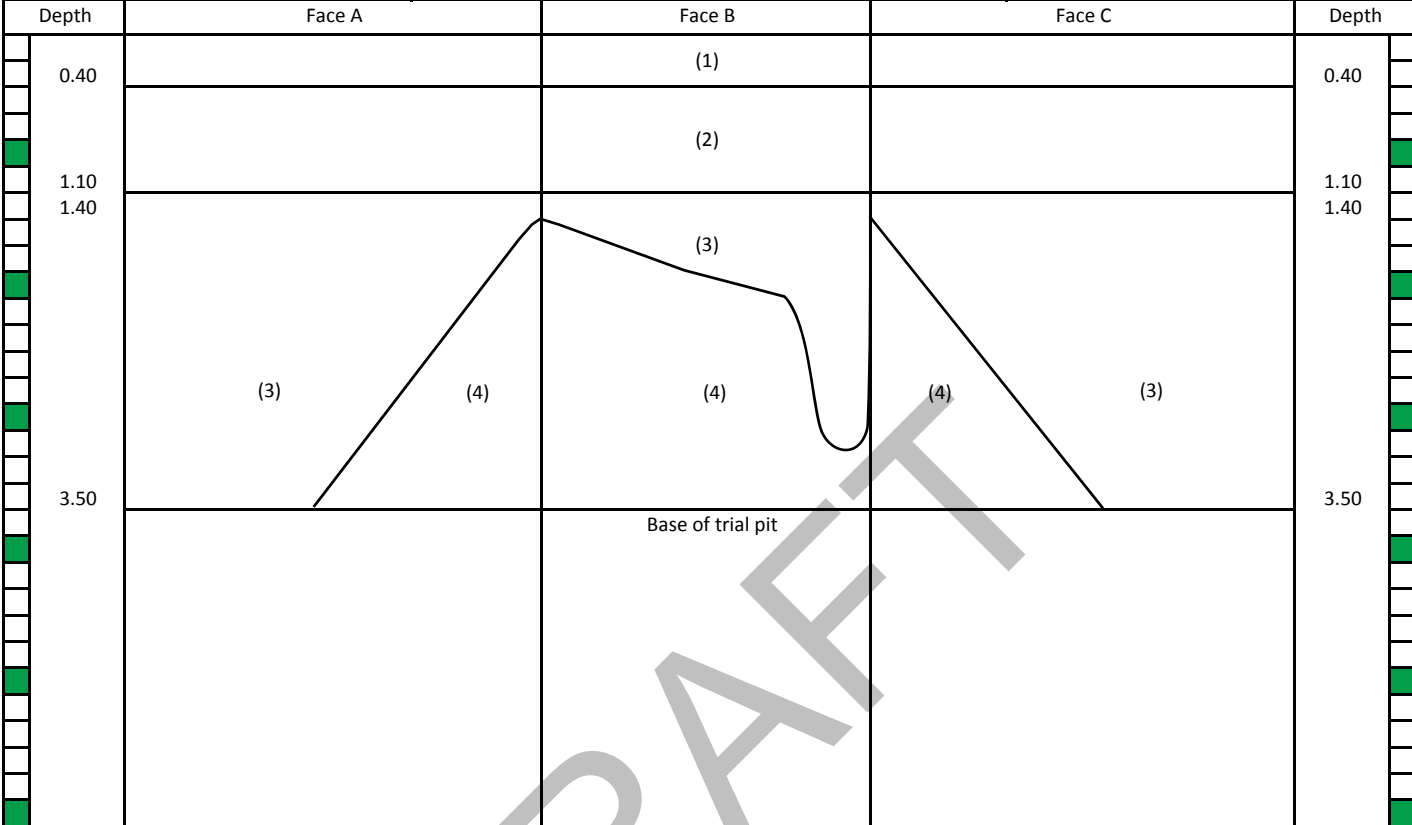 Depth Face A Face B Face C Depth
(1)
0.40 0.40
(2)
1.10 1.10
1.40 1.40
(3)
(3) (4) (4) (4) (3)
3.50 3.50
Base of trial pit
RAFT